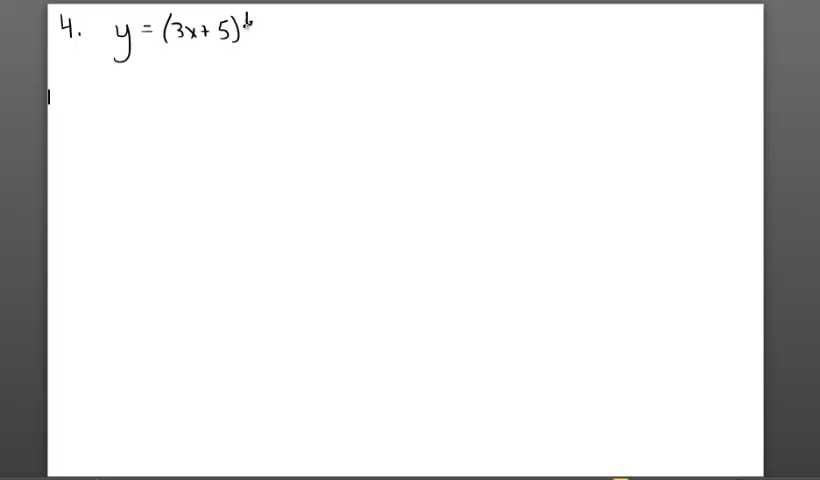 4. y = (3x + 5)⁶